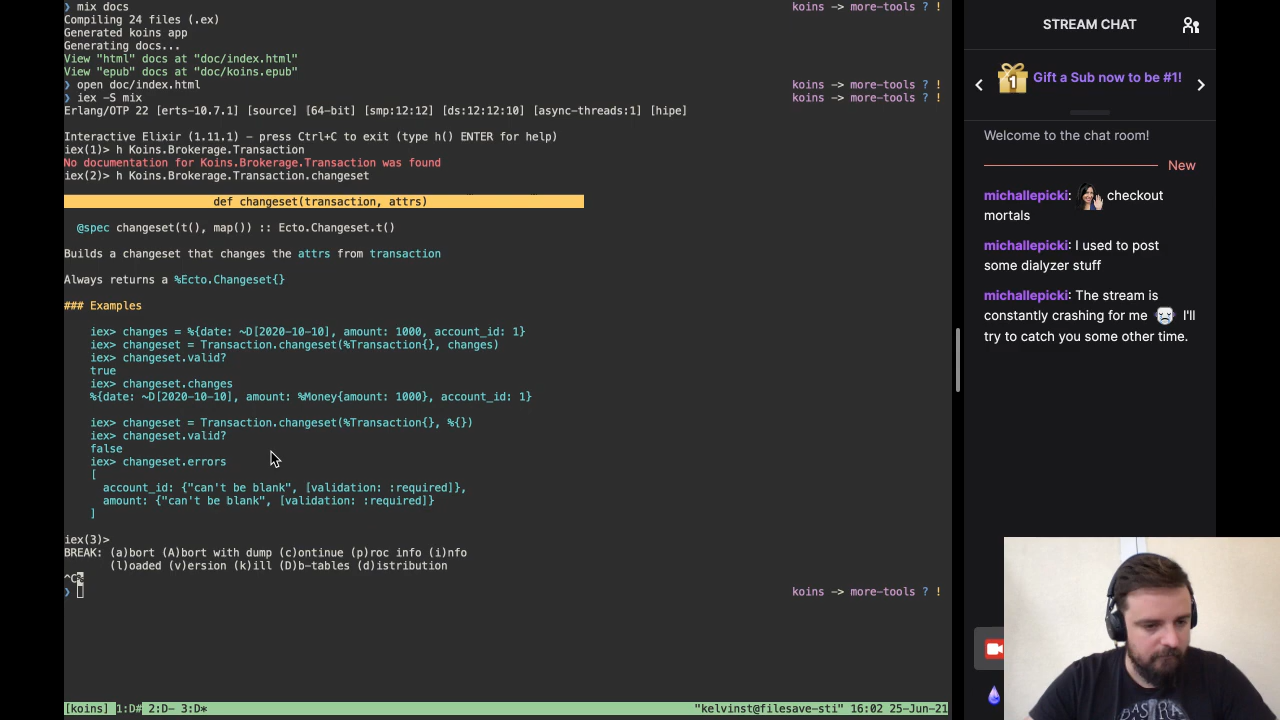 ❯ mix docs koins -> more-tools ? !
Compiling 24 files (.ex)
Generated koins app
Generating docs...
View "html" docs at "doc/index.html"
View "epub" docs at "doc/koins.epub"
❯ open doc/index.html koins -> more-tools ? !
❯ iex -S mix koins -> more-tools ? !
Erlang/OTP 22 [erts-10.7.1] [source] [64-bit] [smp:12:12] [ds:12:12:10] [async-threads:1] [hipe]
Interactive Elixir (1.11.1) - press Ctrl+C to exit (type h() ENTER for help)
iex(1)> h Koins.Brokerage.Transaction
No documentation for Koins.Brokerage.Transaction was found
iex(2)> h Koins.Brokerage.Transaction.changeset
def changeset(transaction, attrs)
@spec changeset(t(), map()) :: Ecto.Changeset.t()
Builds a changeset that changes the attrs from transaction
Always returns a %Ecto.Changeset{}
### Examples
iex> changes = %{date: ~D[2020-10-10], amount: 1000, account_id: 1}
iex> changeset = Transaction.changeset(%Transaction{}, changes)
iex> changeset.valid?
true
iex> changeset.changes
%{date: ~D[2020-10-10], amount: %Money{amount: 1000}, account_id: 1}
iex> changeset = Transaction.changeset(%Transaction{}, %{})
iex> changeset.valid?
false
iex> changeset.errors
[
account_id: {"can't be blank", [validation: :required]},
amount: {"can't be blank", [validation: :required]}
]
iex(3)>
BREAK: (a)bort (A)bort with dump (c)ontinue (p)roc info (i)nfo
(l)oaded (v)ersion (k)ill (D)b-tables (d)istribution
^C%
❯ koins -> more-tools ? !
[koins] 1:D# 2:D- 3:D* "kelvinst@filesave-sti" 16:02 25-Jun-21
STREAM CHAT
1 Gift a Sub now to be #1!
Welcome to the chat room!
New
michallepicki: checkout
mortals
michallepicki: I used to post
some dialyzer stuff
michallepicki: The stream is
constantly crashing for me I'll
try to catch you some other time.